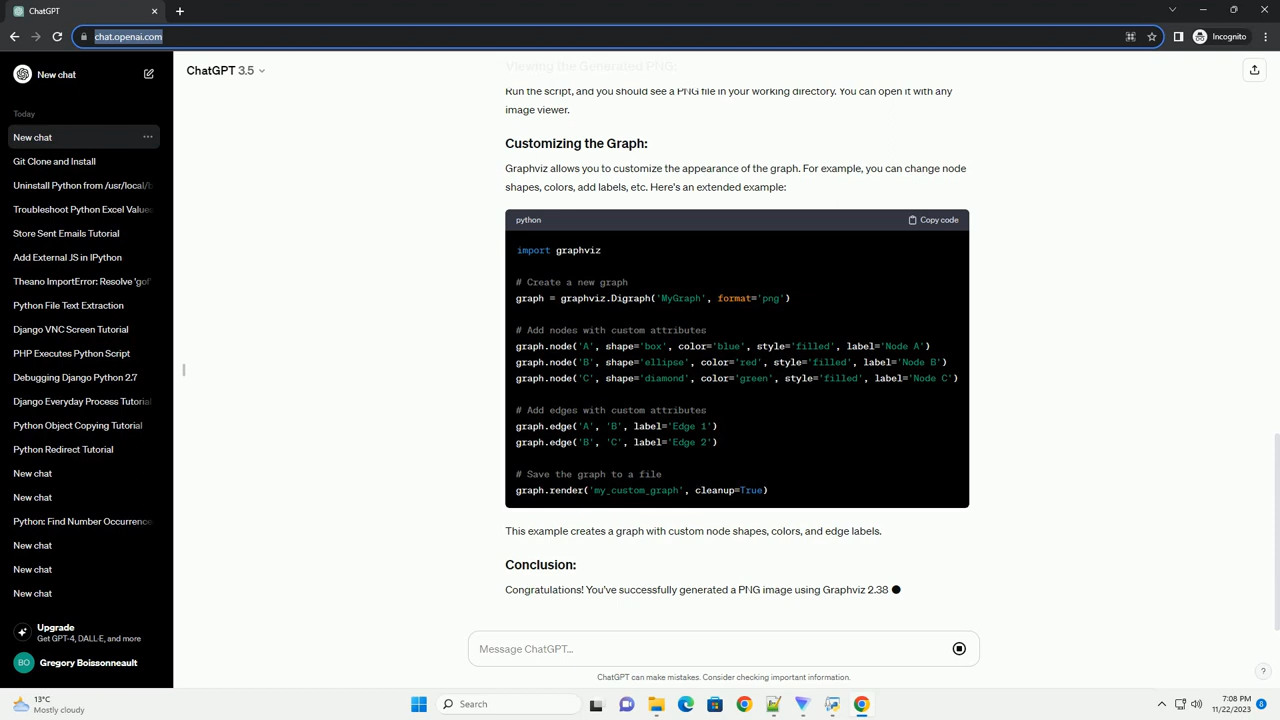 ChatGPT
chat.openai.com
Incognito
New chat
Today
New chat
Git Clone and Install
Uninstall Python from /usr/local/b
Troubleshoot Python Excel Values
Store Sent Emails Tutorial
Add External JS in IPython
Theano ImportError: Resolve 'gof'
Python File Text Extraction
Django VNC Screen Tutorial
PHP Executes Python Script
Debugging Django Python 2.7
Django Everyday Process Tutorial
Python Object Copying Tutorial
Python Redirect Tutorial
New chat
New chat
Python: Find Number Occurrence
New chat
New chat
New chat
Upgrade
Get GPT-4, DALL·E, and more
BO Gregory Boissonneault
ChatGPT 3.5
Viewing the Generated PNG:
Run the script, and you should see a PNG file in your working directory. You can open it with any
image viewer.
Customizing the Graph:
Graphviz allows you to customize the appearance of the graph. For example, you can change node
shapes, colors, add labels, etc. Here's an extended example:
python Copy code
import graphviz
# Create a new graph
graph = graphviz.Digraph('MyGraph', format='png')
# Add nodes with custom attributes
graph.node('A', shape='box', color='blue', style='filled', label='Node A')
graph.node('B', shape='ellipse', color='red', style='filled', label='Node B')
graph.node('C', shape='diamond', color='green', style='filled', label='Node C')
# Add edges with custom attributes
graph.edge('A', 'B', label='Edge 1')
graph.edge('B', 'C', label='Edge 2')
# Save the graph to a file
graph.render('my_custom_graph', cleanup=True)
This example creates a graph with custom node shapes, colors, and edge labels.
Conclusion:
Congratulations! You've successfully generated a PNG image using Graphviz 2.38
Message ChatGPT...
ChatGPT can make mistakes. Consider checking important information.
?
13°C
Mostly cloudy
Search
7:08 PM
11/22/2023
6